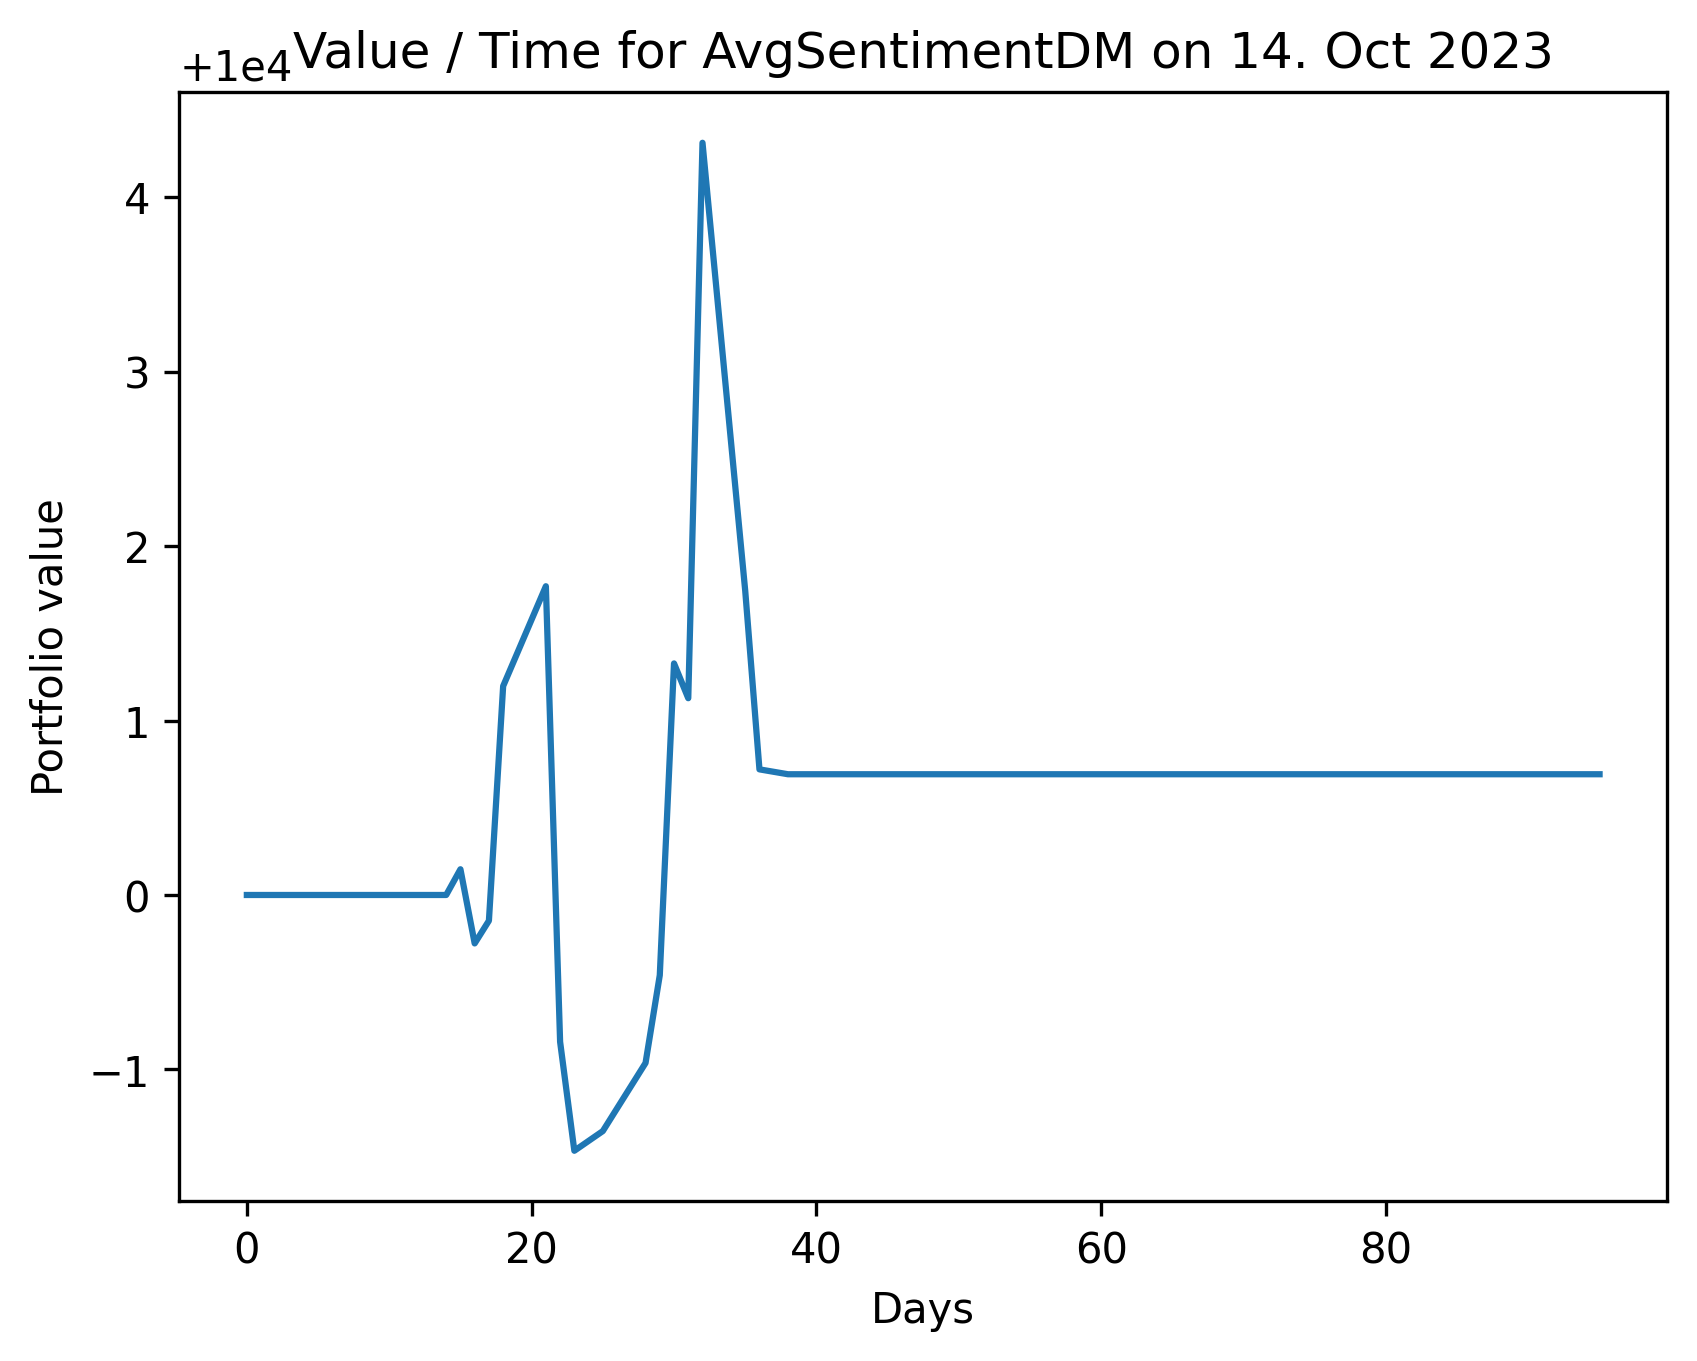 Value / Time for AvgSentimentDM on 14. Oct 2023
+1e4
4
3
2
1
0
−1
Portfolio value
0 20 40 60 80
Days